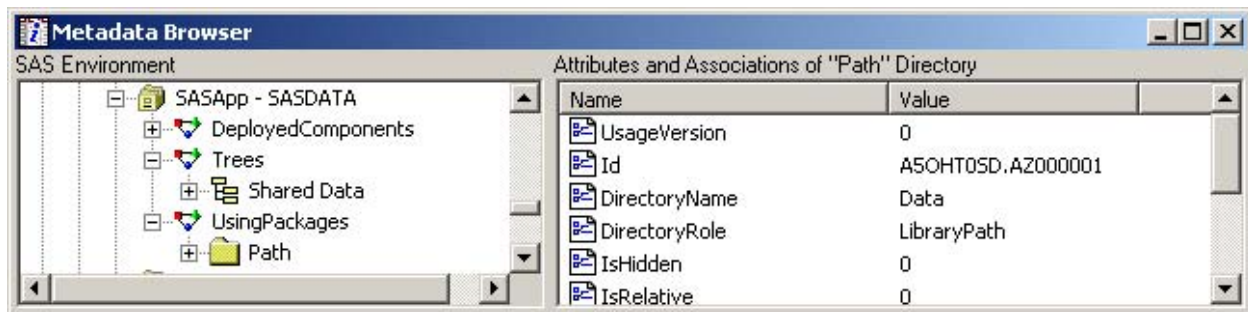 Metadata Browser
SAS Environment
SASApp - SASDATA
DeployedComponents
Trees
Shared Data
UsingPackages
Path
Attributes and Associations of "Path" Directory
Name Value
UsageVersion 0
Id A5OHT0SD.AZ000001
DirectoryName Data
DirectoryRole LibraryPath
IsHidden 0
IsRelative 0